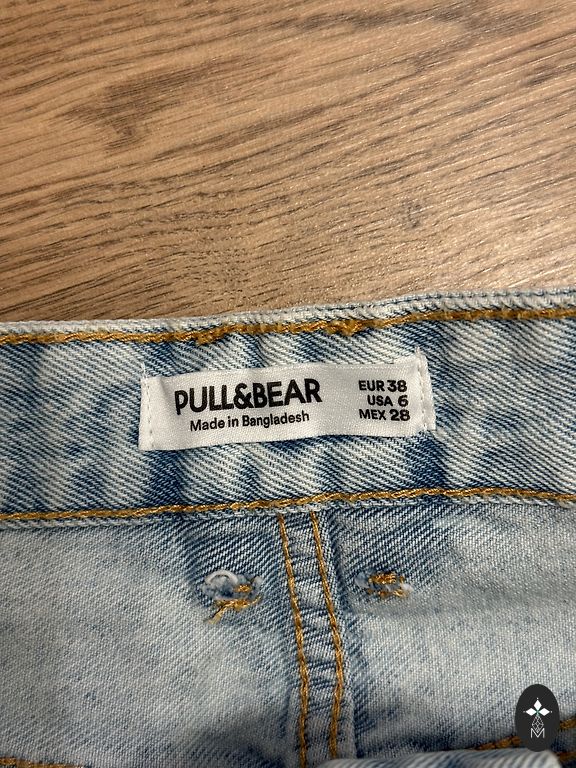 PULL&BEAR
Made in Bangladesh
EUR 38
USA 6
MEX 28
M